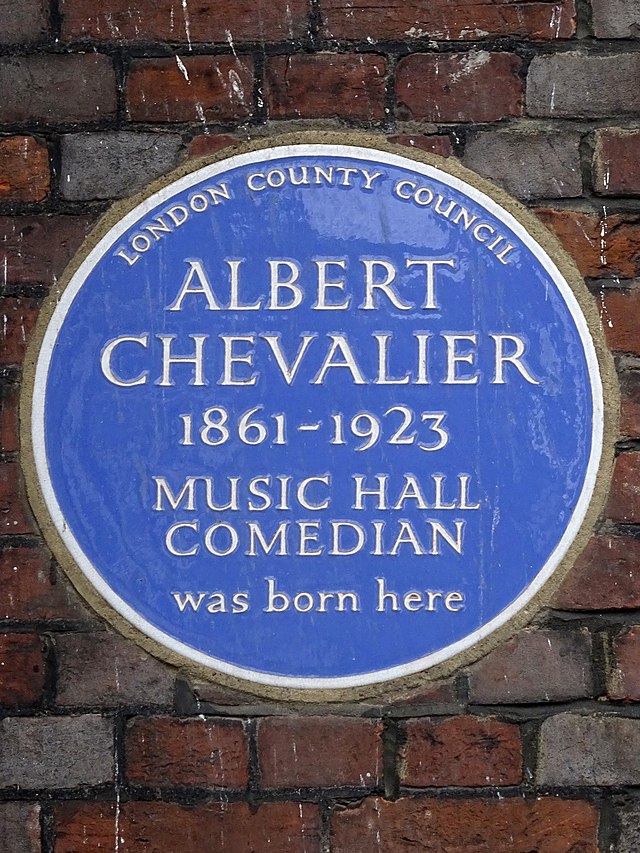 LONDON COUNTY COUNCIL
ALBERT
CHEVALIER
1861-1923
MUSIC HALL
COMEDIAN
was born here